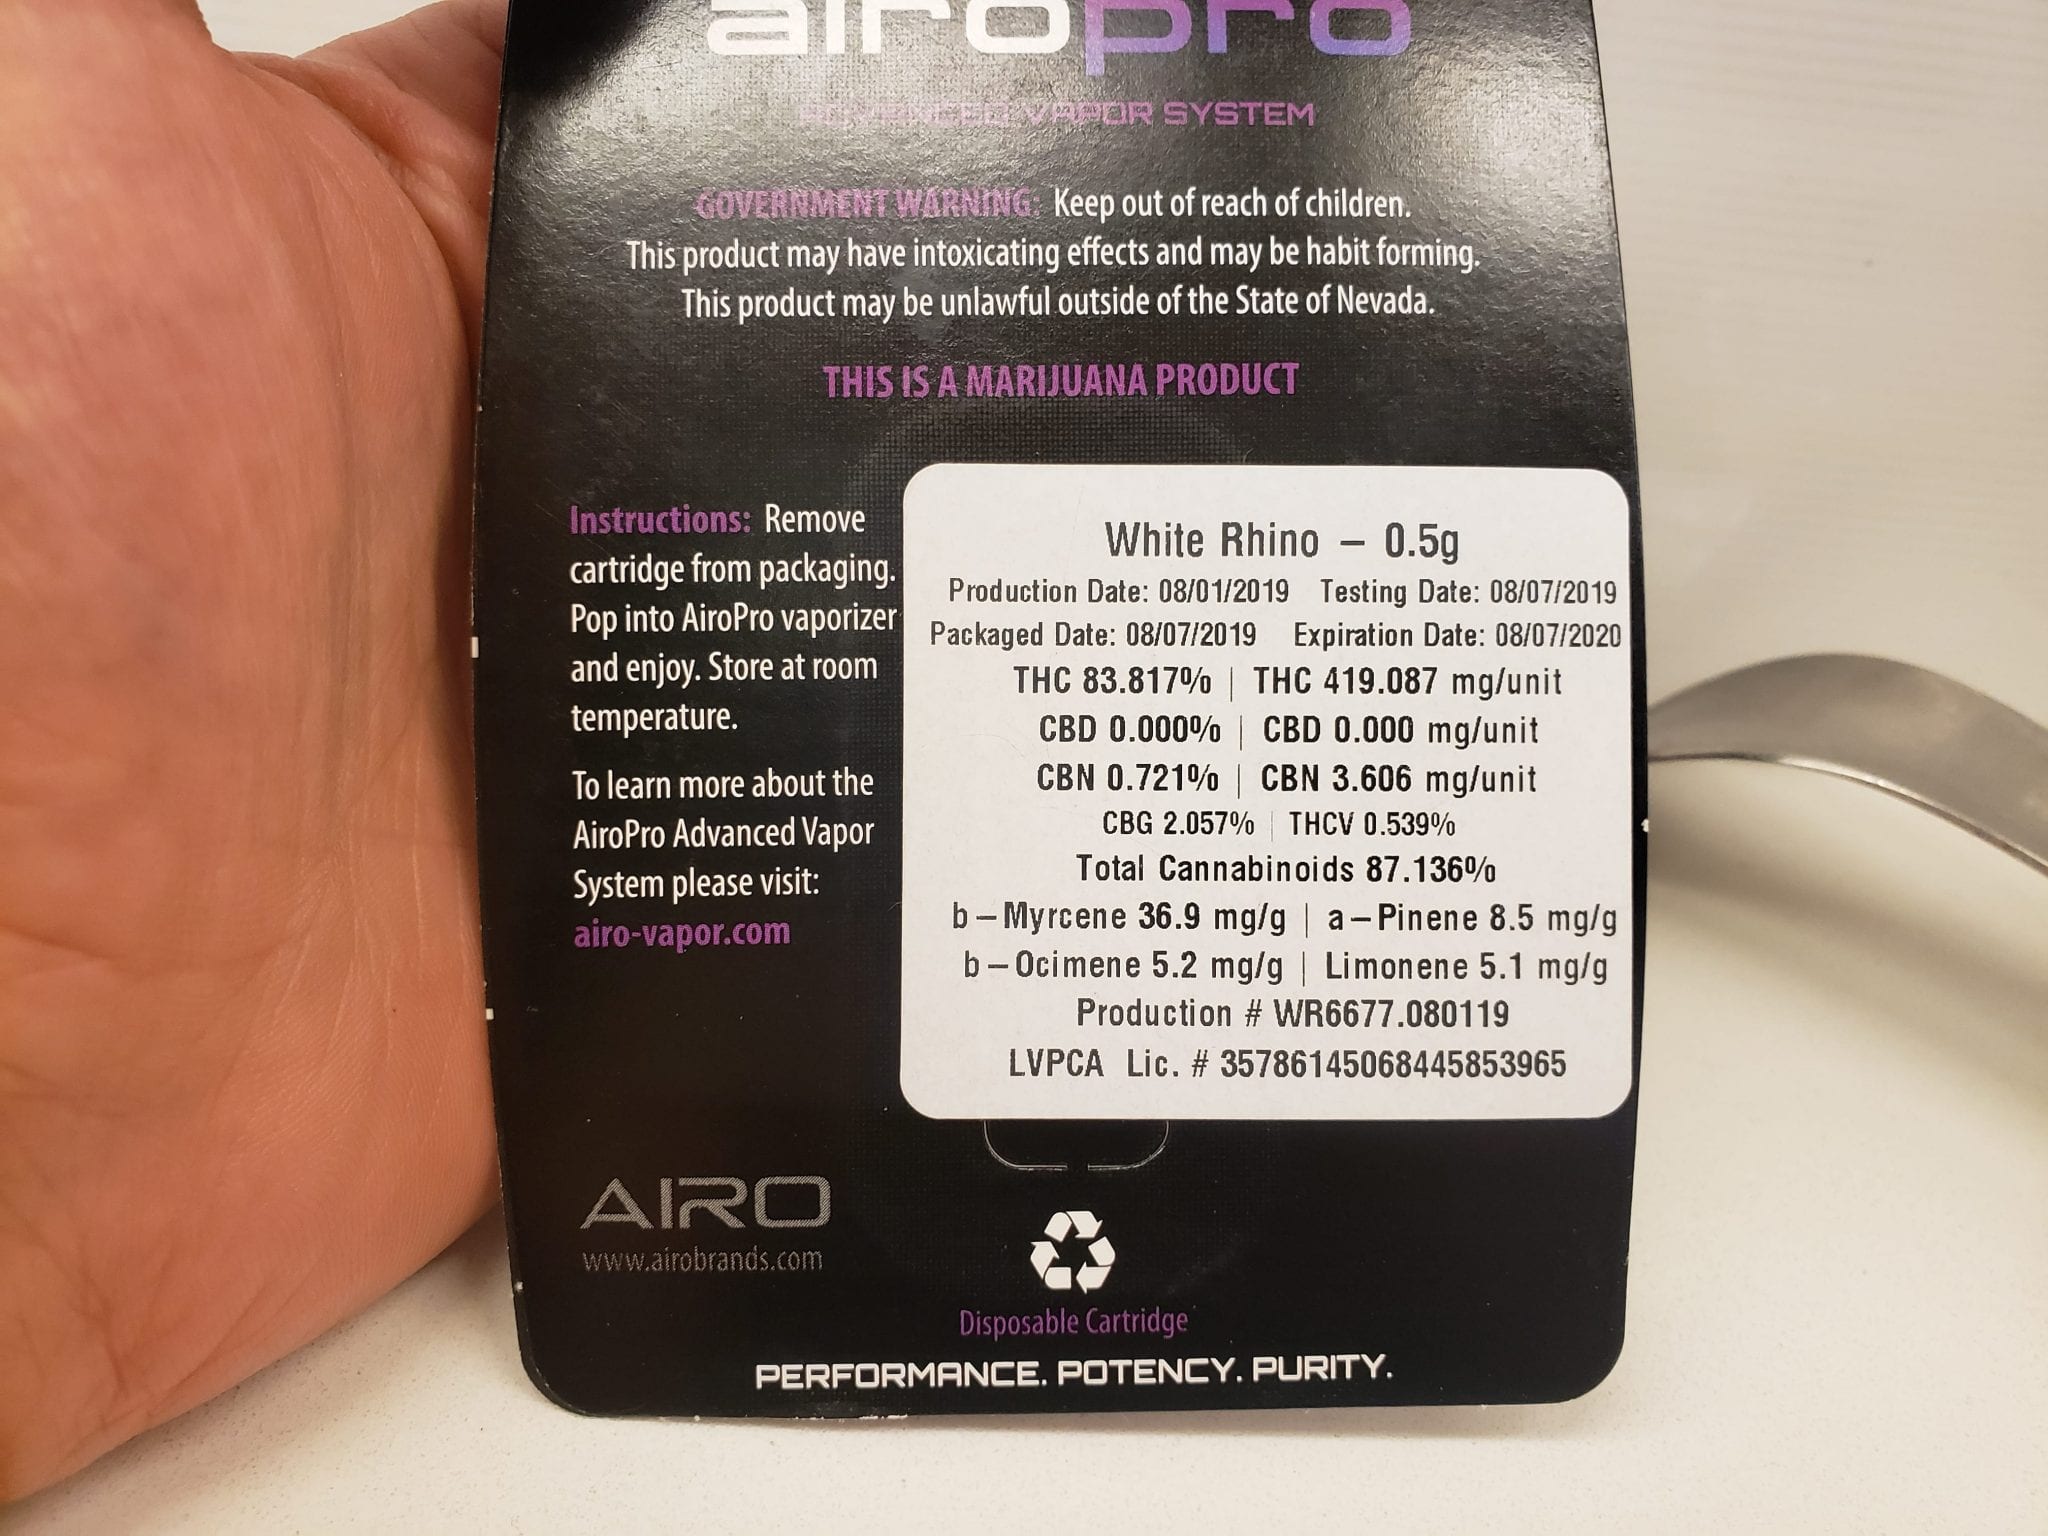 airopro
ADVANCED VAPOR SYSTEM
GOVERNMENT WARNING: Keep out of reach of children.
This product may have intoxicating effects and may be habit forming.
This product may be unlawful outside of the State of Nevada.
THIS IS A MARIJUANA PRODUCT
Instructions: Remove
cartridge from packaging.
Pop into AiroPro vaporizer
and enjoy. Store at room
temperature.
To learn more about the
AiroPro Advanced Vapor
System please visit:
airo-vapor.com
White Rhino – 0.5g
Production Date: 08/01/2019 Testing Date: 08/07/2019
Packaged Date: 08/07/2019 Expiration Date: 08/07/2020
THC 83.817% | THC 419.087 mg/unit
CBD 0.000% | CBD 0.000 mg/unit
CBN 0.721% | CBN 3.606 mg/unit
CBG 2.057% | THCV 0.539%
Total Cannabinoids 87.136%
b–Myrcene 36.9 mg/g | a–Pinene 8.5 mg/g
b–Ocimene 5.2 mg/g | Limonene 5.1 mg/g
Production # WR6677.080119
LVPCA Lic. # 35786145068445853965
AIRO
www.airobrands.com
Disposable Cartridge
PERFORMANCE. POTENCY. PURITY.